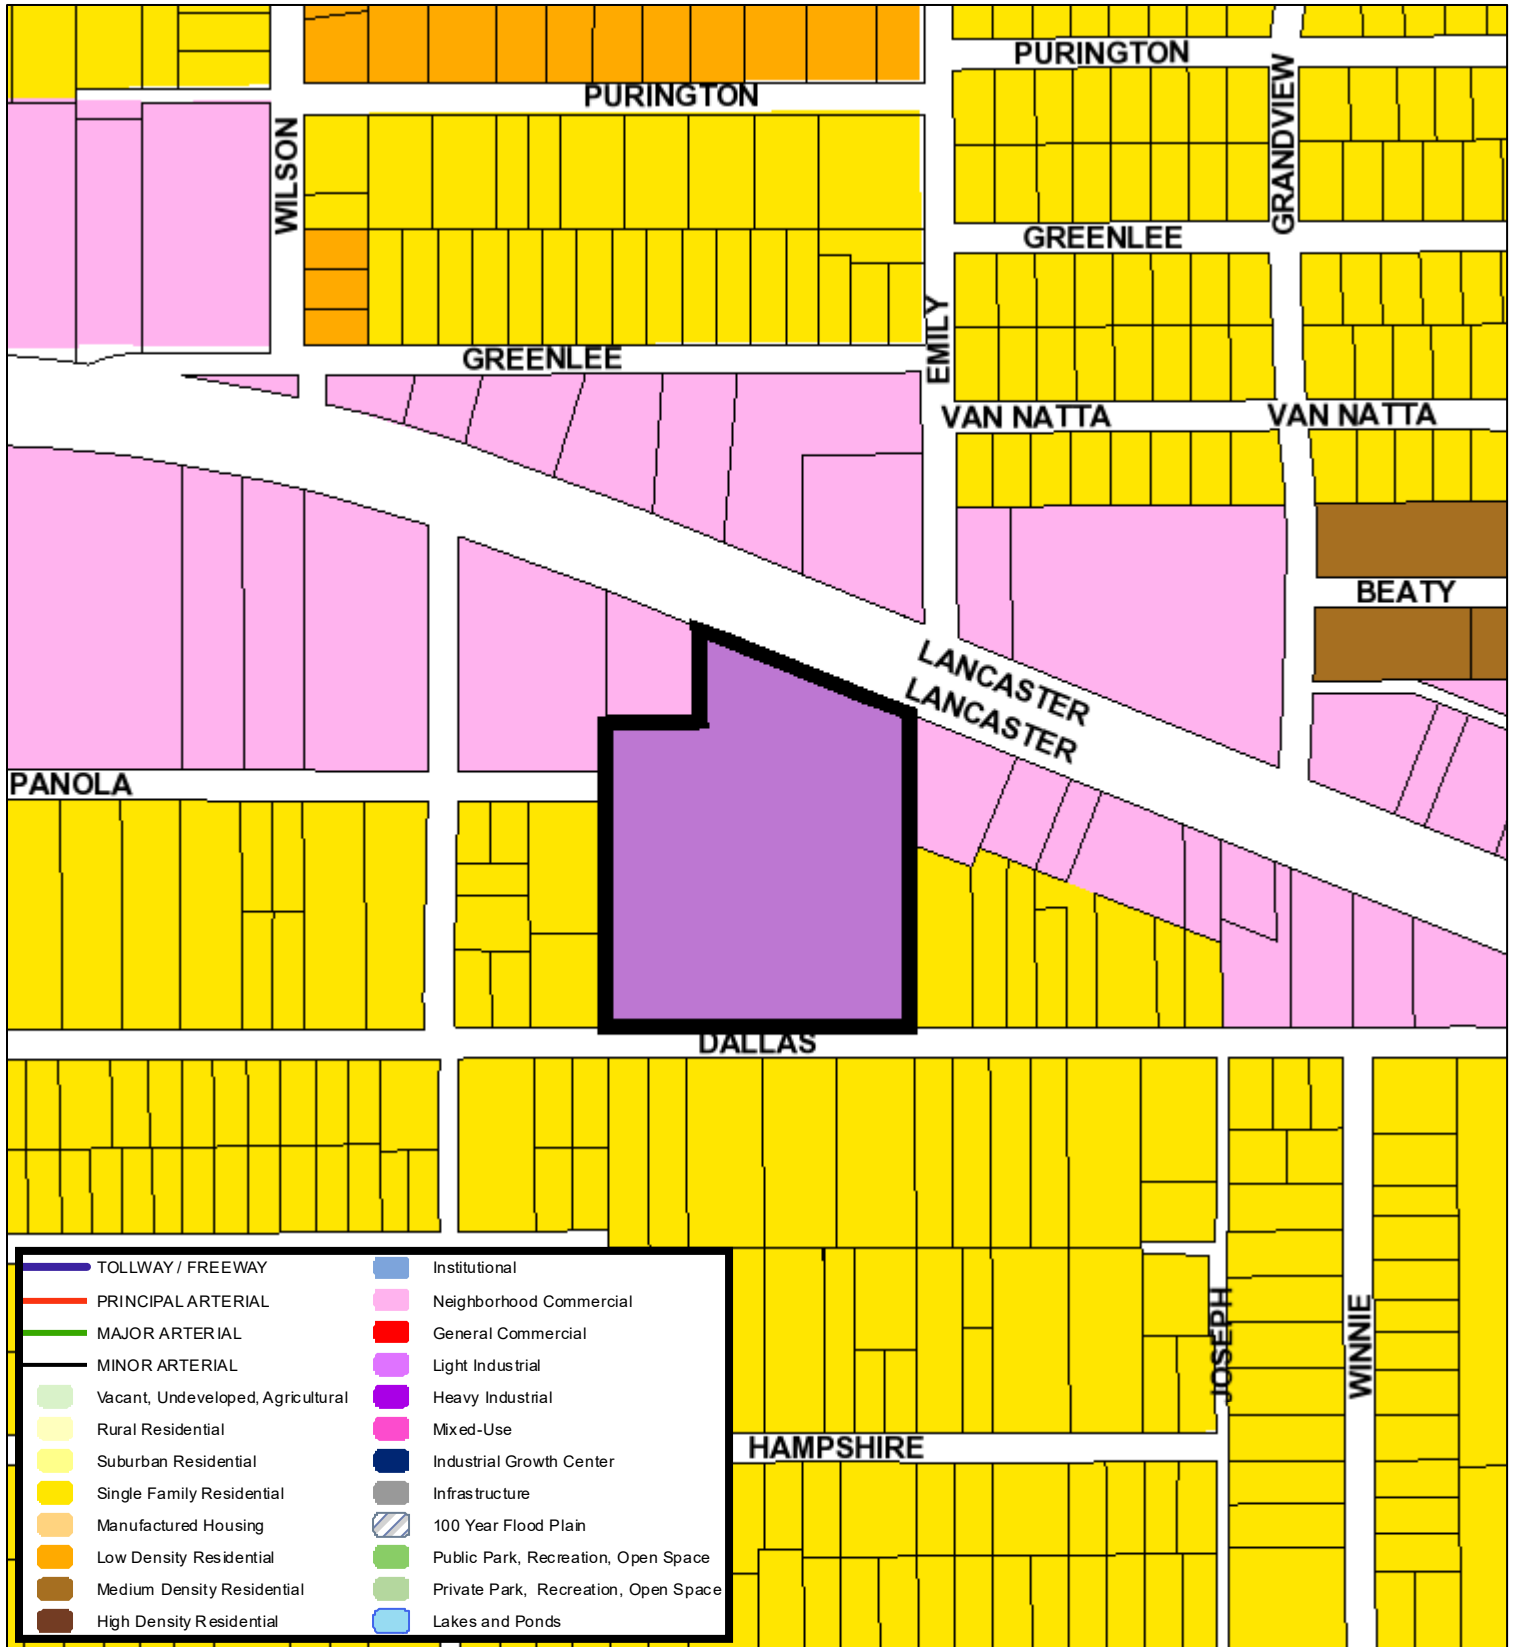 PURINGTON
PURINGTON
GRANDVIEW
WILSON
GREENLEE
GREENLEE
EMILY
VAN NATTA
VAN NATTA
BEATY
LANCASTER
LANCASTER
PANOLA
DALLAS
JOSEPH
WINNIE
HAMPSHIRE
TOLLWAY / FREEWAY
PRINCIPAL ARTERIAL
MAJOR ARTERIAL
MINOR ARTERIAL
Vacant, Undeveloped, Agricultural
Rural Residential
Suburban Residential
Single Family Residential
Manufactured Housing
Low Density Residential
Medium Density Residential
High Density Residential
Institutional
Neighborhood Commercial
General Commercial
Light Industrial
Heavy Industrial
Mixed-Use
Industrial Growth Center
Infrastructure
100 Year Flood Plain
Public Park, Recreation, Open Space
Private Park, Recreation, Open Space
Lakes and Ponds